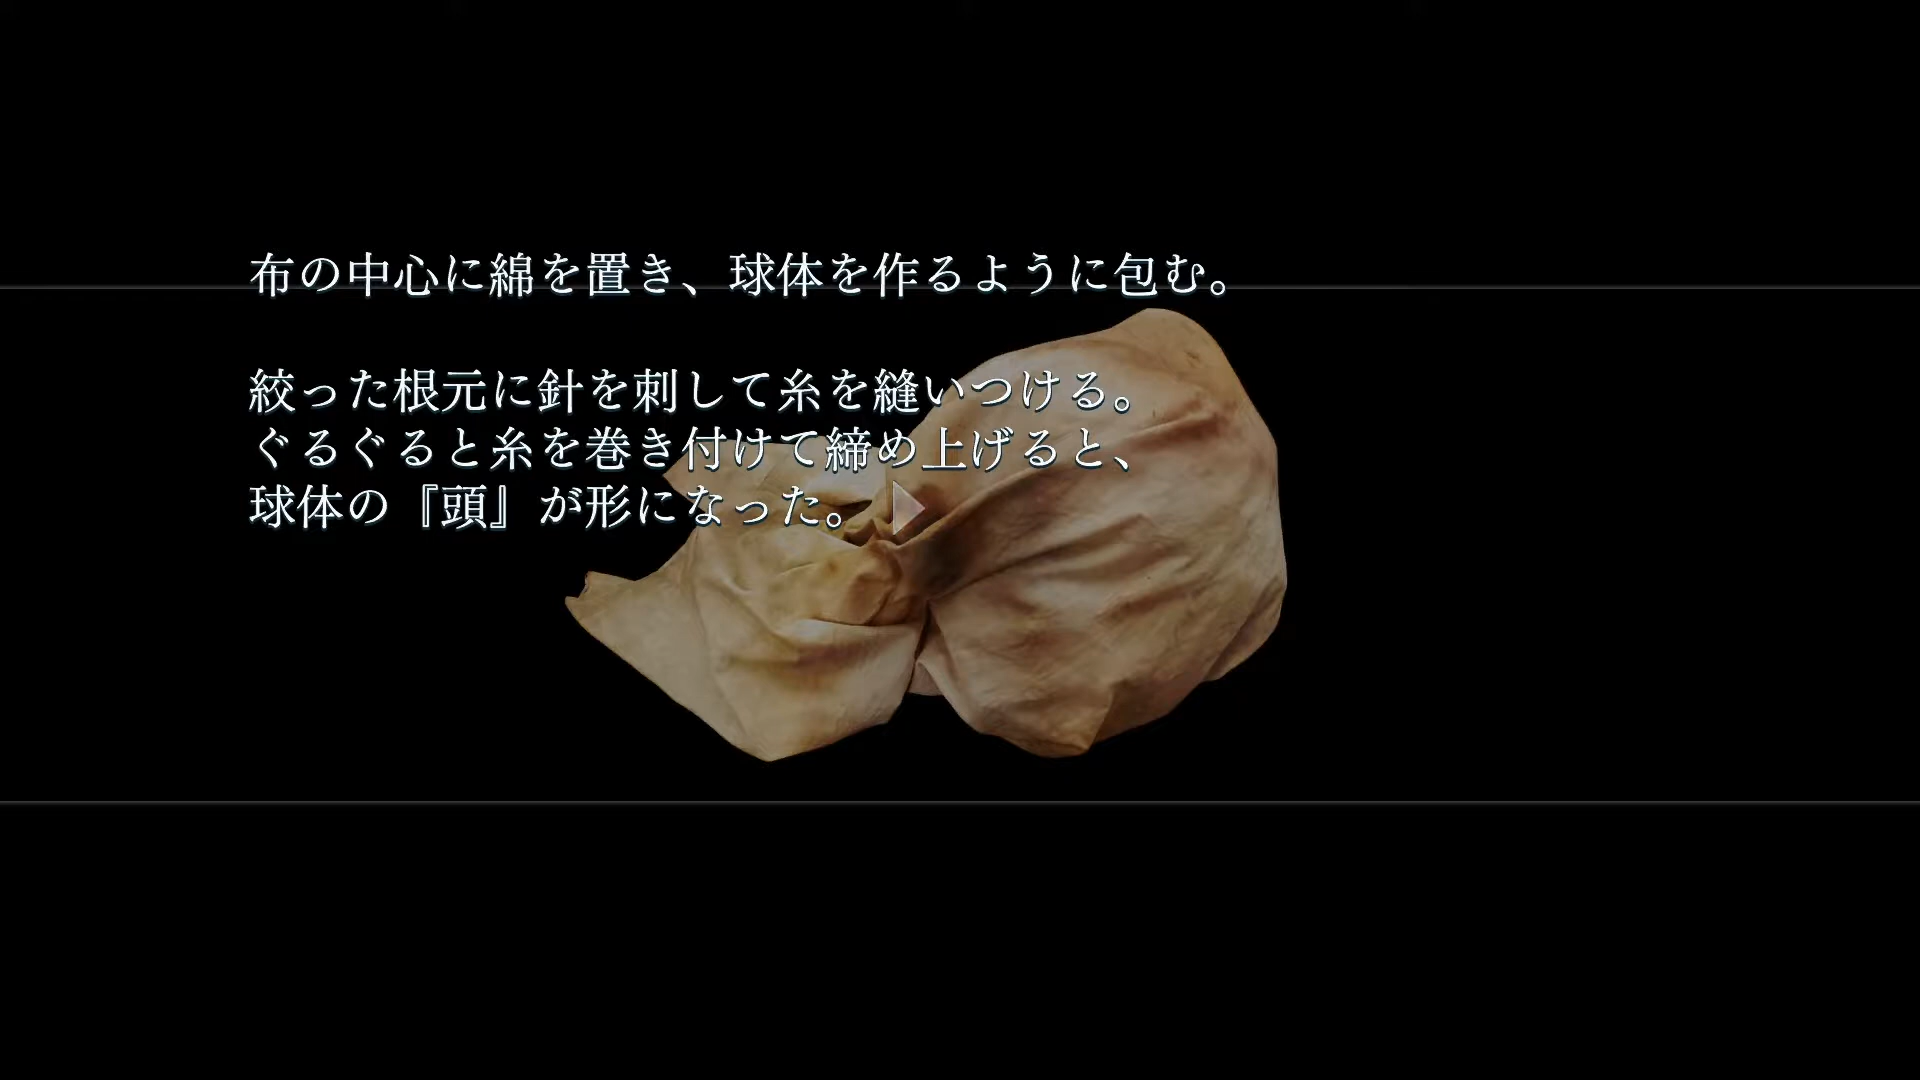 布の中心に綿を置き、球体を作るように包む。
絞った根元に針を刺して糸を縫いつける。
ぐるぐると糸を巻き付けて締め上げると、
球体の『頭』が形になった。